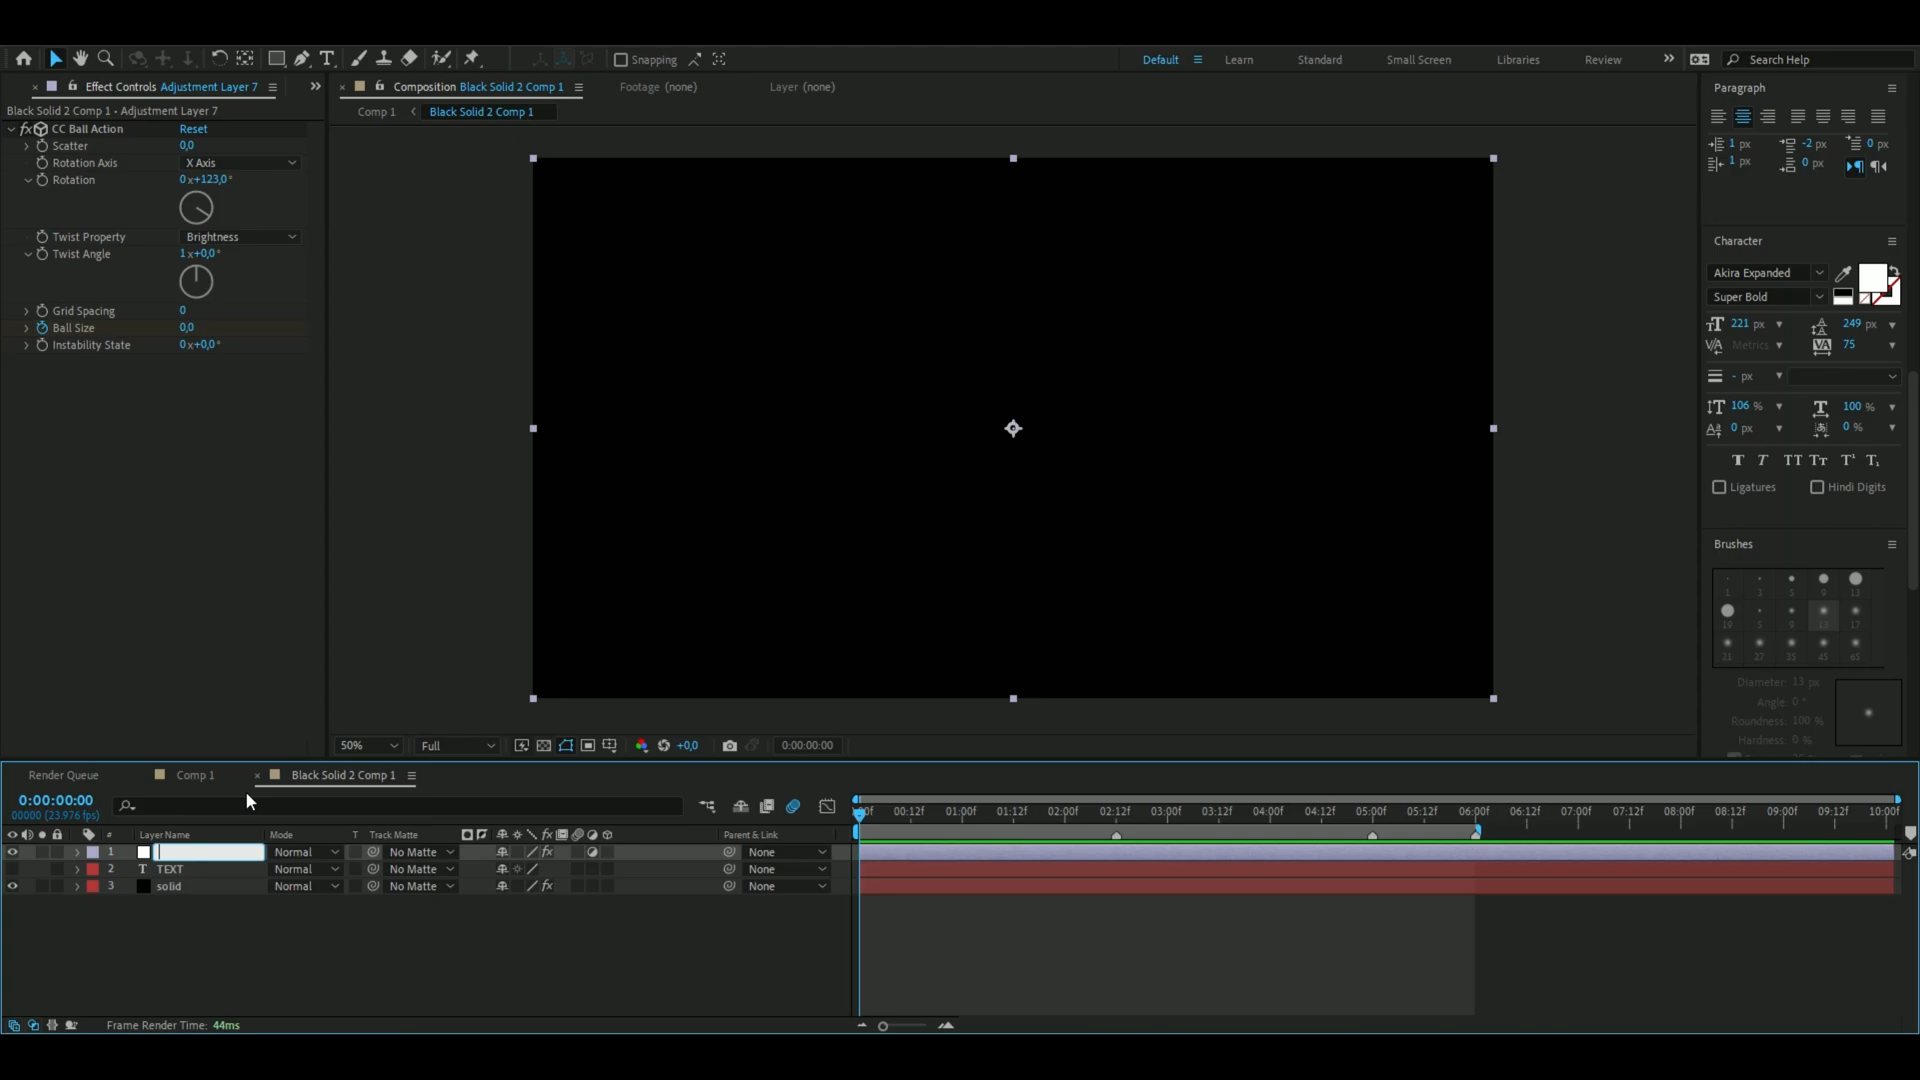 Snapping
Default
Learn
Standard
Small Screen
Libraries
Review
Search Help
Effect Controls Adjustment Layer 7
Composition Black Solid 2 Comp 1
Footage (none)
Layer (none)
Black Solid 2 Comp 1 • Adjustment Layer 7
Comp 1
Black Solid 2 Comp 1
fx CC Ball Action Reset
Scatter 0,0
Rotation Axis X Axis
Rotation 0x+123,0°
Twist Property Brightness
Twist Angle 1x+0,0°
Grid Spacing 0
Ball Size 0,0
Instability State 0x+0,0°
50% Full +0,0 0:00:00:00
Paragraph
1 px -2 px 0 px
1 px 0 px
Character
Akira Expanded
Super Bold
221 px 249 px
Metrics 75
- px
106 % 100 %
0 px 0 %
Ligatures Hindi Digits
Brushes
1 3 5 9 13
19 5 9 13 17
21 27 35 45 65
Diameter: 13 px
Angle: 0°
Roundness: 100 %
Hardness: 0 %
Render Queue Comp 1 Black Solid 2 Comp 1
0:00:00:00
00000 (23.976 fps)
00:12f 01:00f 01:12f 02:00f 02:12f 03:00f 03:12f 04:00f 04:12f 05:00f 05:12f 06:00f 06:12f 07:00f 07:12f 08:00f 08:12f 09:00f 09:12f 10:00f
# Layer Name Mode T Track Matte Parent & Link
1 Normal No Matte None
2 T TEXT Normal No Matte None
3 solid Normal No Matte None
Frame Render Time: 44ms